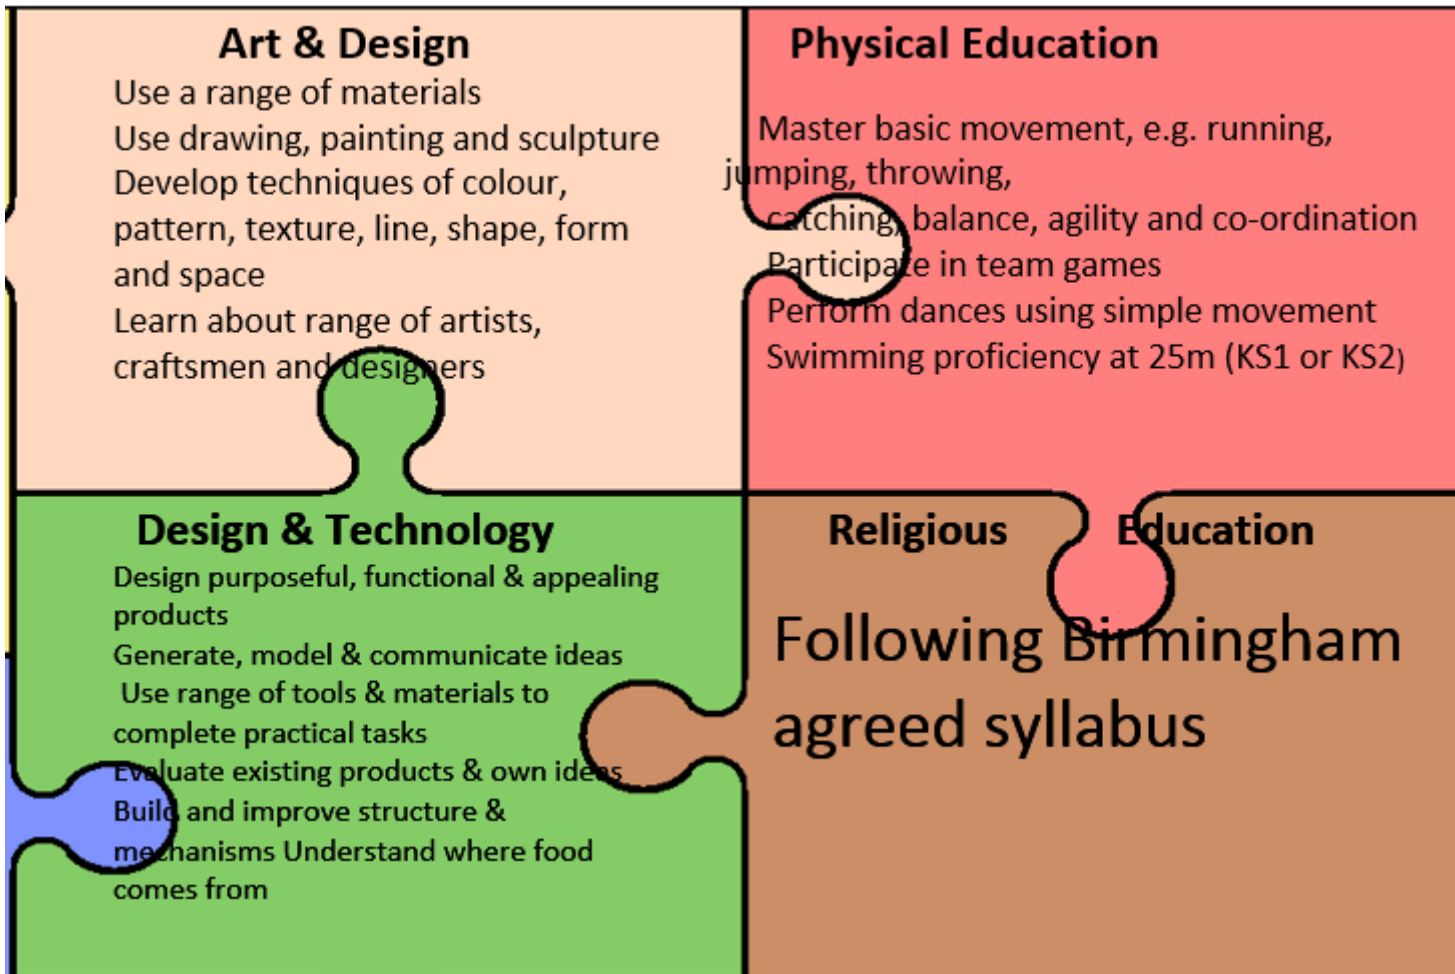 Art & Design
Use a range of materials
Use drawing, painting and sculpture
Develop techniques of colour,
pattern, texture, line, shape, form
and space
Learn about range of artists,
craftsmen and designers
Physical Education
Master basic movement, e.g. running,
jumping, throwing,
catching, balance, agility and co-ordination
Participate in team games
Perform dances using simple movement
Swimming proficiency at 25m (KS1 or KS2)
Design & Technology
Design purposeful, functional & appealing
products
Generate, model & communicate ideas
Use range of tools & materials to
complete practical tasks
Evaluate existing products & own ideas
Build and improve structure &
mechanisms Understand where food
comes from
Religious Education
Following Birmingham
agreed syllabus